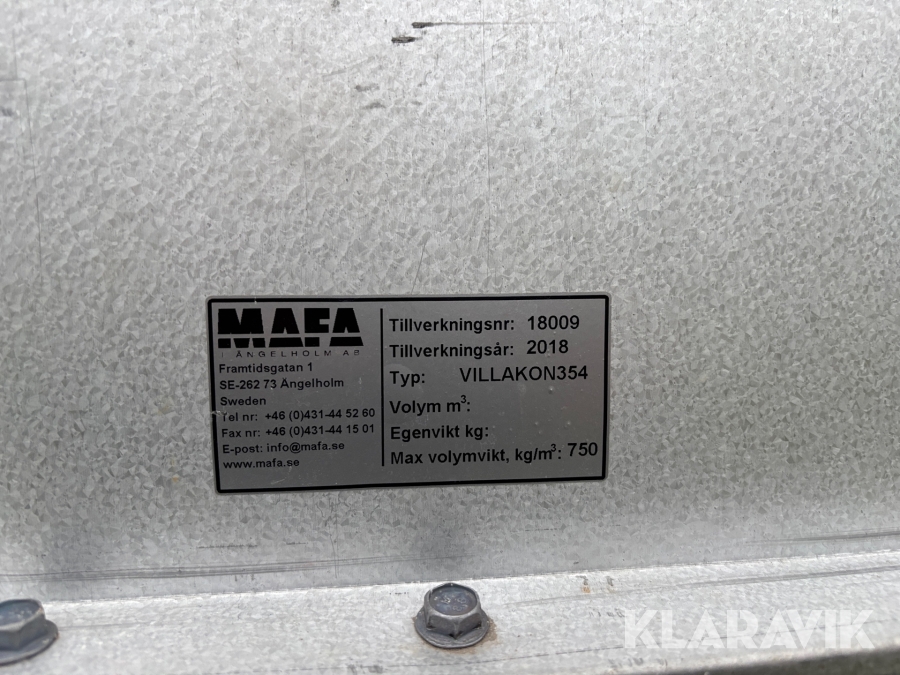 MAFA
I ÄNGELHOLM AB
Framtidsgatan 1
SE-262 73 Ängelholm
Sweden
Tel nr: +46 (0)431-44 52 60
Fax nr: +46 (0)431-44 15 01
E-post: info@mafa.se
www.mafa.se
Tillverkningsnr: 18009
Tillverkningsår: 2018
Typ: VILLAKON354
Volym m³:
Egenvikt kg:
Max volymvikt, kg/m³: 750
KLARAVIK